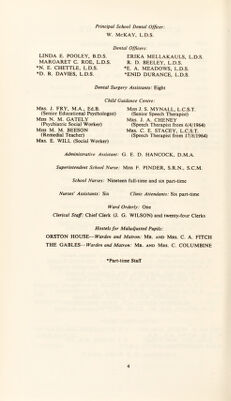 Principal School Dental Officer:
W. McKAY, L.D.S.
Dental Officers:
LINDA E. POOLEY, B.D.S. ERIKA MELLAKAULS, L.D.S.
MARGARET C. ROE, L.D.S. R. D. BEELEY, L.D.S.
*N. E. CHETTLE, L.D.S. *E. A. MEADOWS, L.D.S.
*D. R. DAVIES, L.D.S. *ENID DURANCE, L.D.S.
Dental Surgery Assistants: Eight
Child Guidance Centre:
MRS. J. FRY, M.A., Ed.B. MISS J. S. MYNALL, L.C.S.T.
(Senior Educational Psychologist) (Senior Speech Therapist)
MISS N. M. GATELY MRS. J. A. CHENEY
(Psychiatric Social Worker) (Speech Therapist from 6/4/1964)
MISS M. M. BEESON MRS. C. E. STACEY, L.C.S.T.
(Remedial Teacher) (Speech Therapist from 17/8/1964)
MRS. E. WILL (Social Worker)
Administrative Assistant: G. E. D. HANCOCK, D.M.A.
Superintendent School Nurse: MISS F. PINDER, S.R.N., S.C.M.
School Nurses: Nineteen full-time and six part-time
Nurses' Assistants: Six Clinic Attendants: Six part-time
Ward Orderly: One
Clerical Staff: Chief Clerk (J. G. WILSON) and twenty-four Clerks
Hostels for Maladjusted Pupils:
ORSTON HOUSE—Warden and Matron: MR. AND MRS. C. A. FITCH
THE GABLES—Warden and Matron: MR. AND MRS. C. COLUMBINE
*Part-time Staff
4